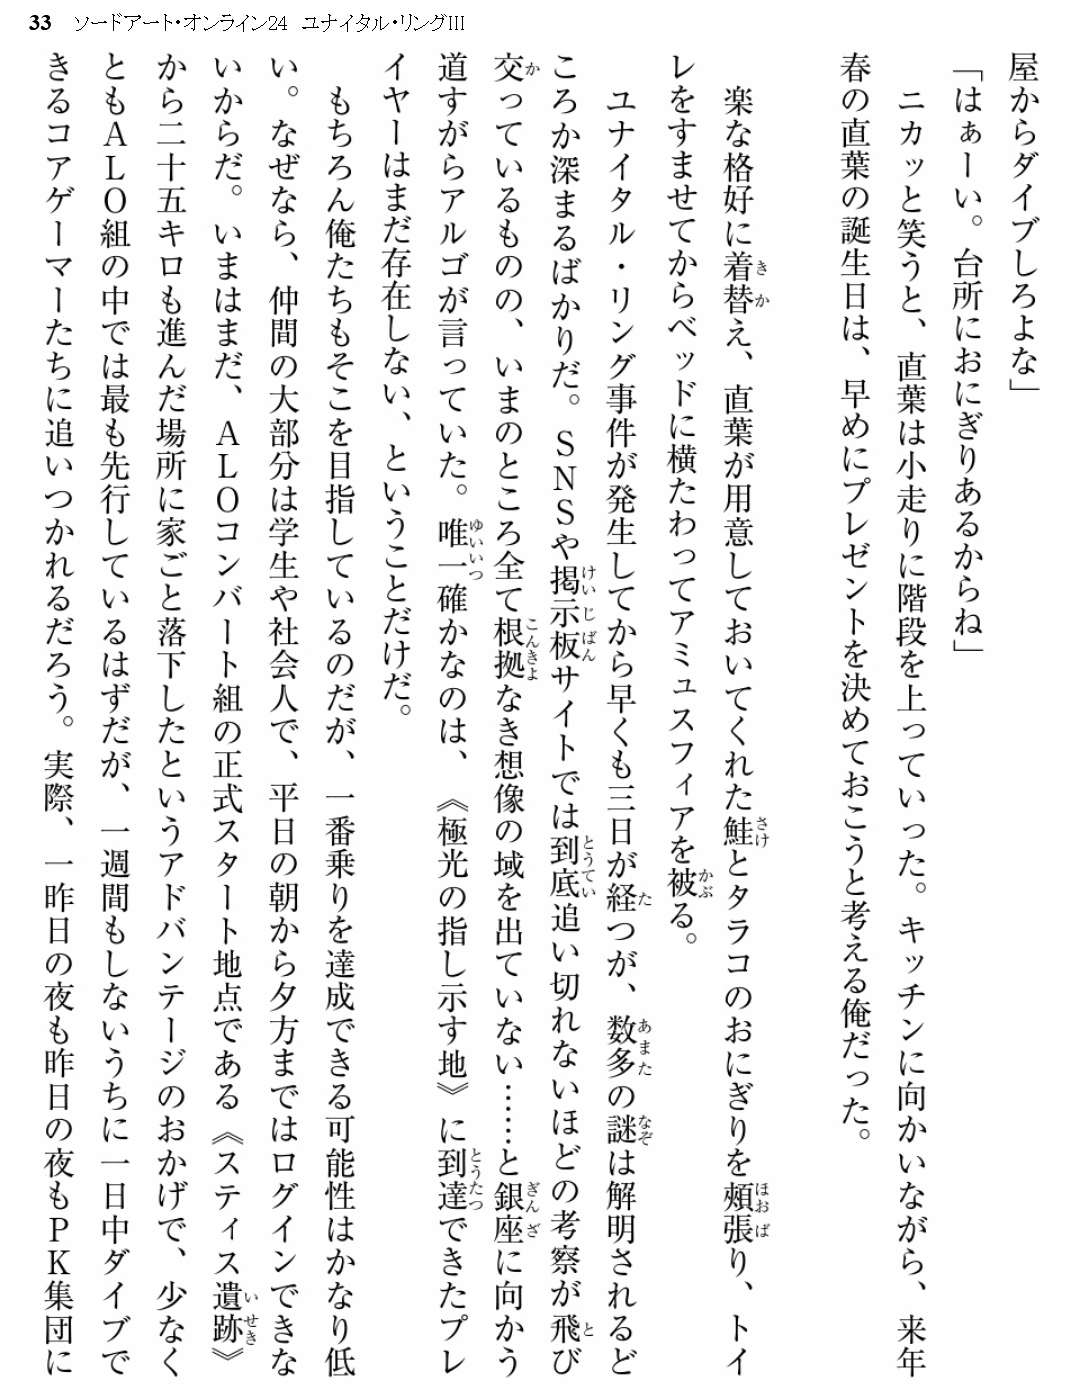 33 ソードアート・オンライン24 ユナイタル・リングIII
屋からダイブしろよな」
「はぁーい。台所におにぎりあるからね」
ニカッと笑うと、直葉は小走りに階段を上っていった。キッチンに向かいながら、来年
春の直葉の誕生日は、早めにプレゼントを決めておこうと考える俺だった。
楽な格好に着替え、直葉が用意しておいてくれた鮭とタラコのおにぎりを頰張り、トイ
レをすませてからベッドに横たわってアミュスフィアを被る。
ユナイタル・リング事件が発生してから早くも三日が経つが、数多の謎は解明されるど
ころか深まるばかりだ。SNSや掲示板サイトでは到底追い切れないほどの考察が飛び
交っているものの、いまのところ全て根拠なき想像の域を出ていない……と銀座に向かう
道すがらアルゴが言っていた。唯一確かなのは、《極光の指し示す地》に到達できたプレ
イヤーはまだ存在しない、ということだけだ。
もちろん俺たちもそこを目指しているのだが、一番乗りを達成できる可能性はかなり低
い。なぜなら、仲間の大部分は学生や社会人で、平日の朝から夕方まではログインできな
いからだ。いまはまだ、ALOコンバート組の正式スタート地点である《スティス遺跡》
から二十五キロも進んだ場所に家ごと落下したというアドバンテージのおかげで、少なく
ともALO組の中では最も先行しているはずだが、一週間もしないうちに一日中ダイブで
きるコアゲーマーたちに追いつかれるだろう。実際、一昨日の夜も昨日の夜もPK集団に